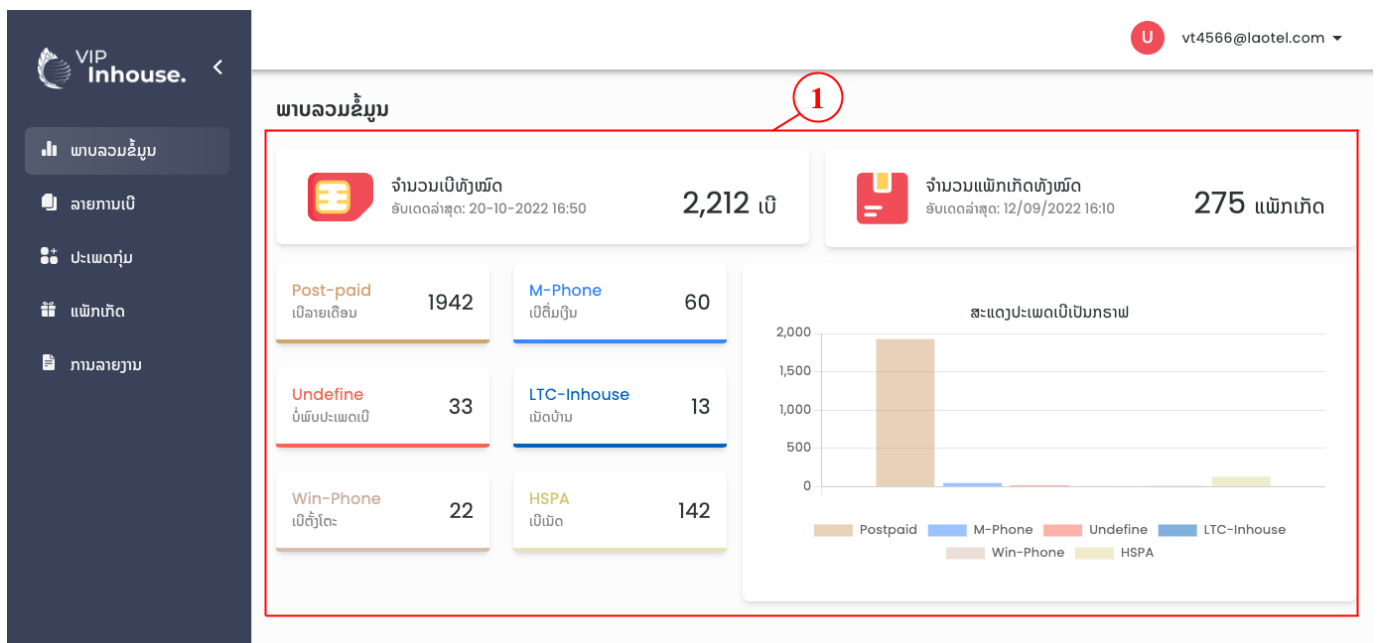 VIP
Inhouse.
U vt4566@laotel.com
ພາບລວມຂໍ້ມູນ
ລາຍການເບີ
ປະເພດກຸ່ມ
ແພັກເກັດ
ການລາຍງານ
ພາບລວມຂໍ້ມູນ
1
ຈຳນວນເບີທັງໝົດ
ອັບເດດລ່າສຸດ: 20-10-2022 16:50
2,212 ເບີ
ຈຳນວນແພັກເກັດທັງໝົດ
ອັບເດດລ່າສຸດ: 12/09/2022 16:10
275 ແພັກເກັດ
Post-paid
ເບີລາຍເດືອນ
1942
M-Phone
ເບີຕື່ມເງິນ
60
Undefine
ບໍ່ພົບປະເພດເບີ
33
LTC-Inhouse
ເນັດບ້ານ
13
Win-Phone
ເບີຕັ້ງໂຕະ
22
HSPA
ເບີເນັດ
142
ສະແດງປະເພດເບີເປັນກຣາຟ
2,000
1,500
1,000
500
0
Postpaid M-Phone Undefine LTC-Inhouse
Win-Phone HSPA